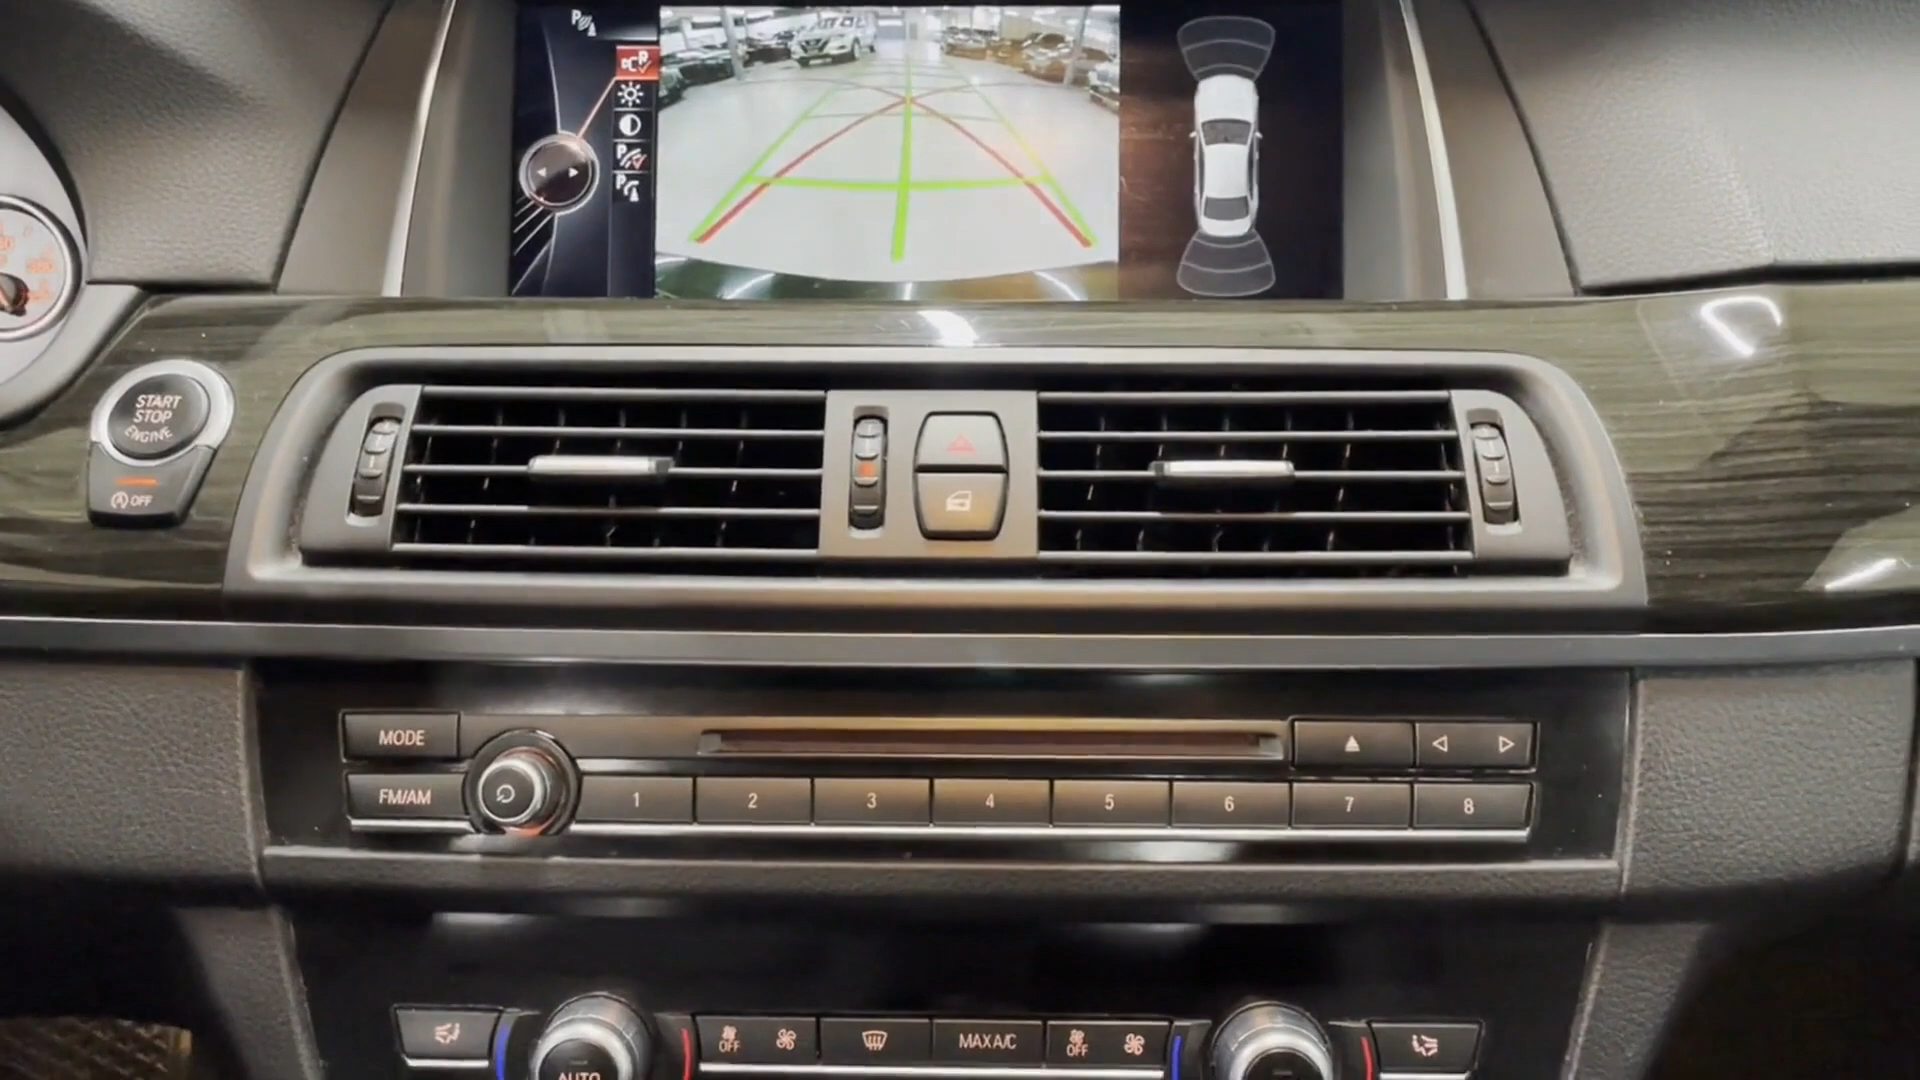 START
STOP
ENGINE
OFF
MODE
FM/AM
1 2 3 4 5 6 7 8
OFF
MAX A/C
OFF
AUTO